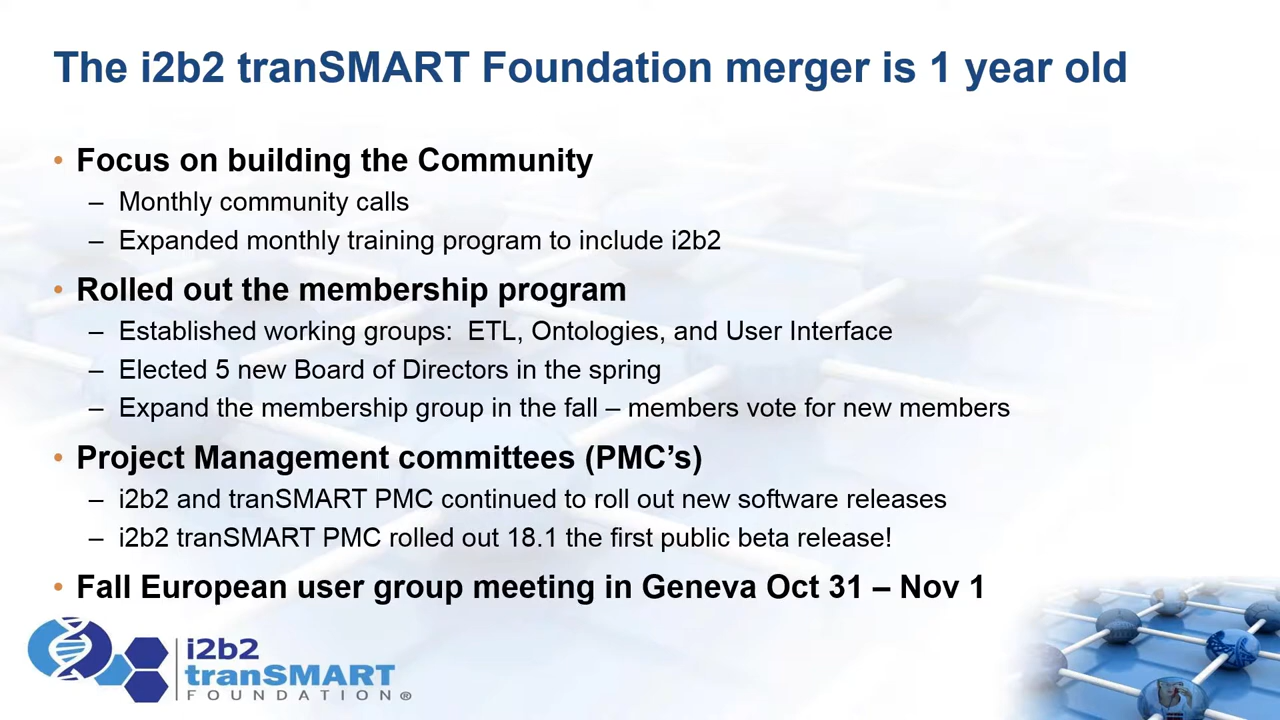 The i2b2 tranSMART Foundation merger is 1 year old
• Focus on building the Community
– Monthly community calls
– Expanded monthly training program to include i2b2
• Rolled out the membership program
– Established working groups:  ETL, Ontologies, and User Interface
– Elected 5 new Board of Directors in the spring
– Expand the membership group in the fall – members vote for new members
• Project Management committees (PMC’s)
– i2b2 and tranSMART PMC continued to roll out new software releases
– i2b2 tranSMART PMC rolled out 18.1 the first public beta release!
• Fall European user group meeting in Geneva Oct 31 – Nov 1
i2b2
tranSMART
FOUNDATION®